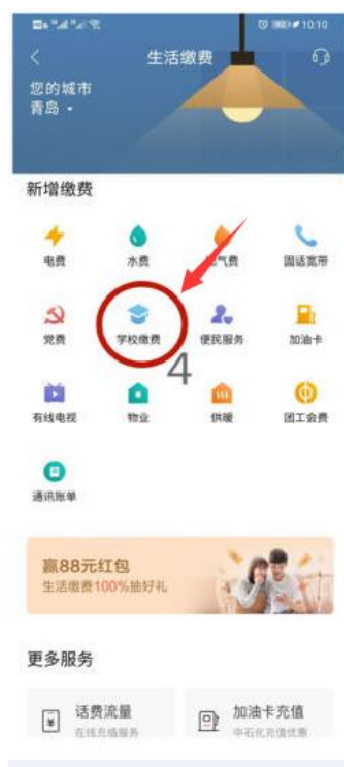 10:10
生活缴费
您的城市
青岛
新增缴费
电费 水费 气费 固话宽带
党费 学校缴费 便民服务 加油卡
4
有线电视 物业 供暖 团工会费
通讯账单
赢88元红包
生活缴费100%抽好礼
更多服务
话费流量 加油卡充值
在线充值服务 中石化充值优惠